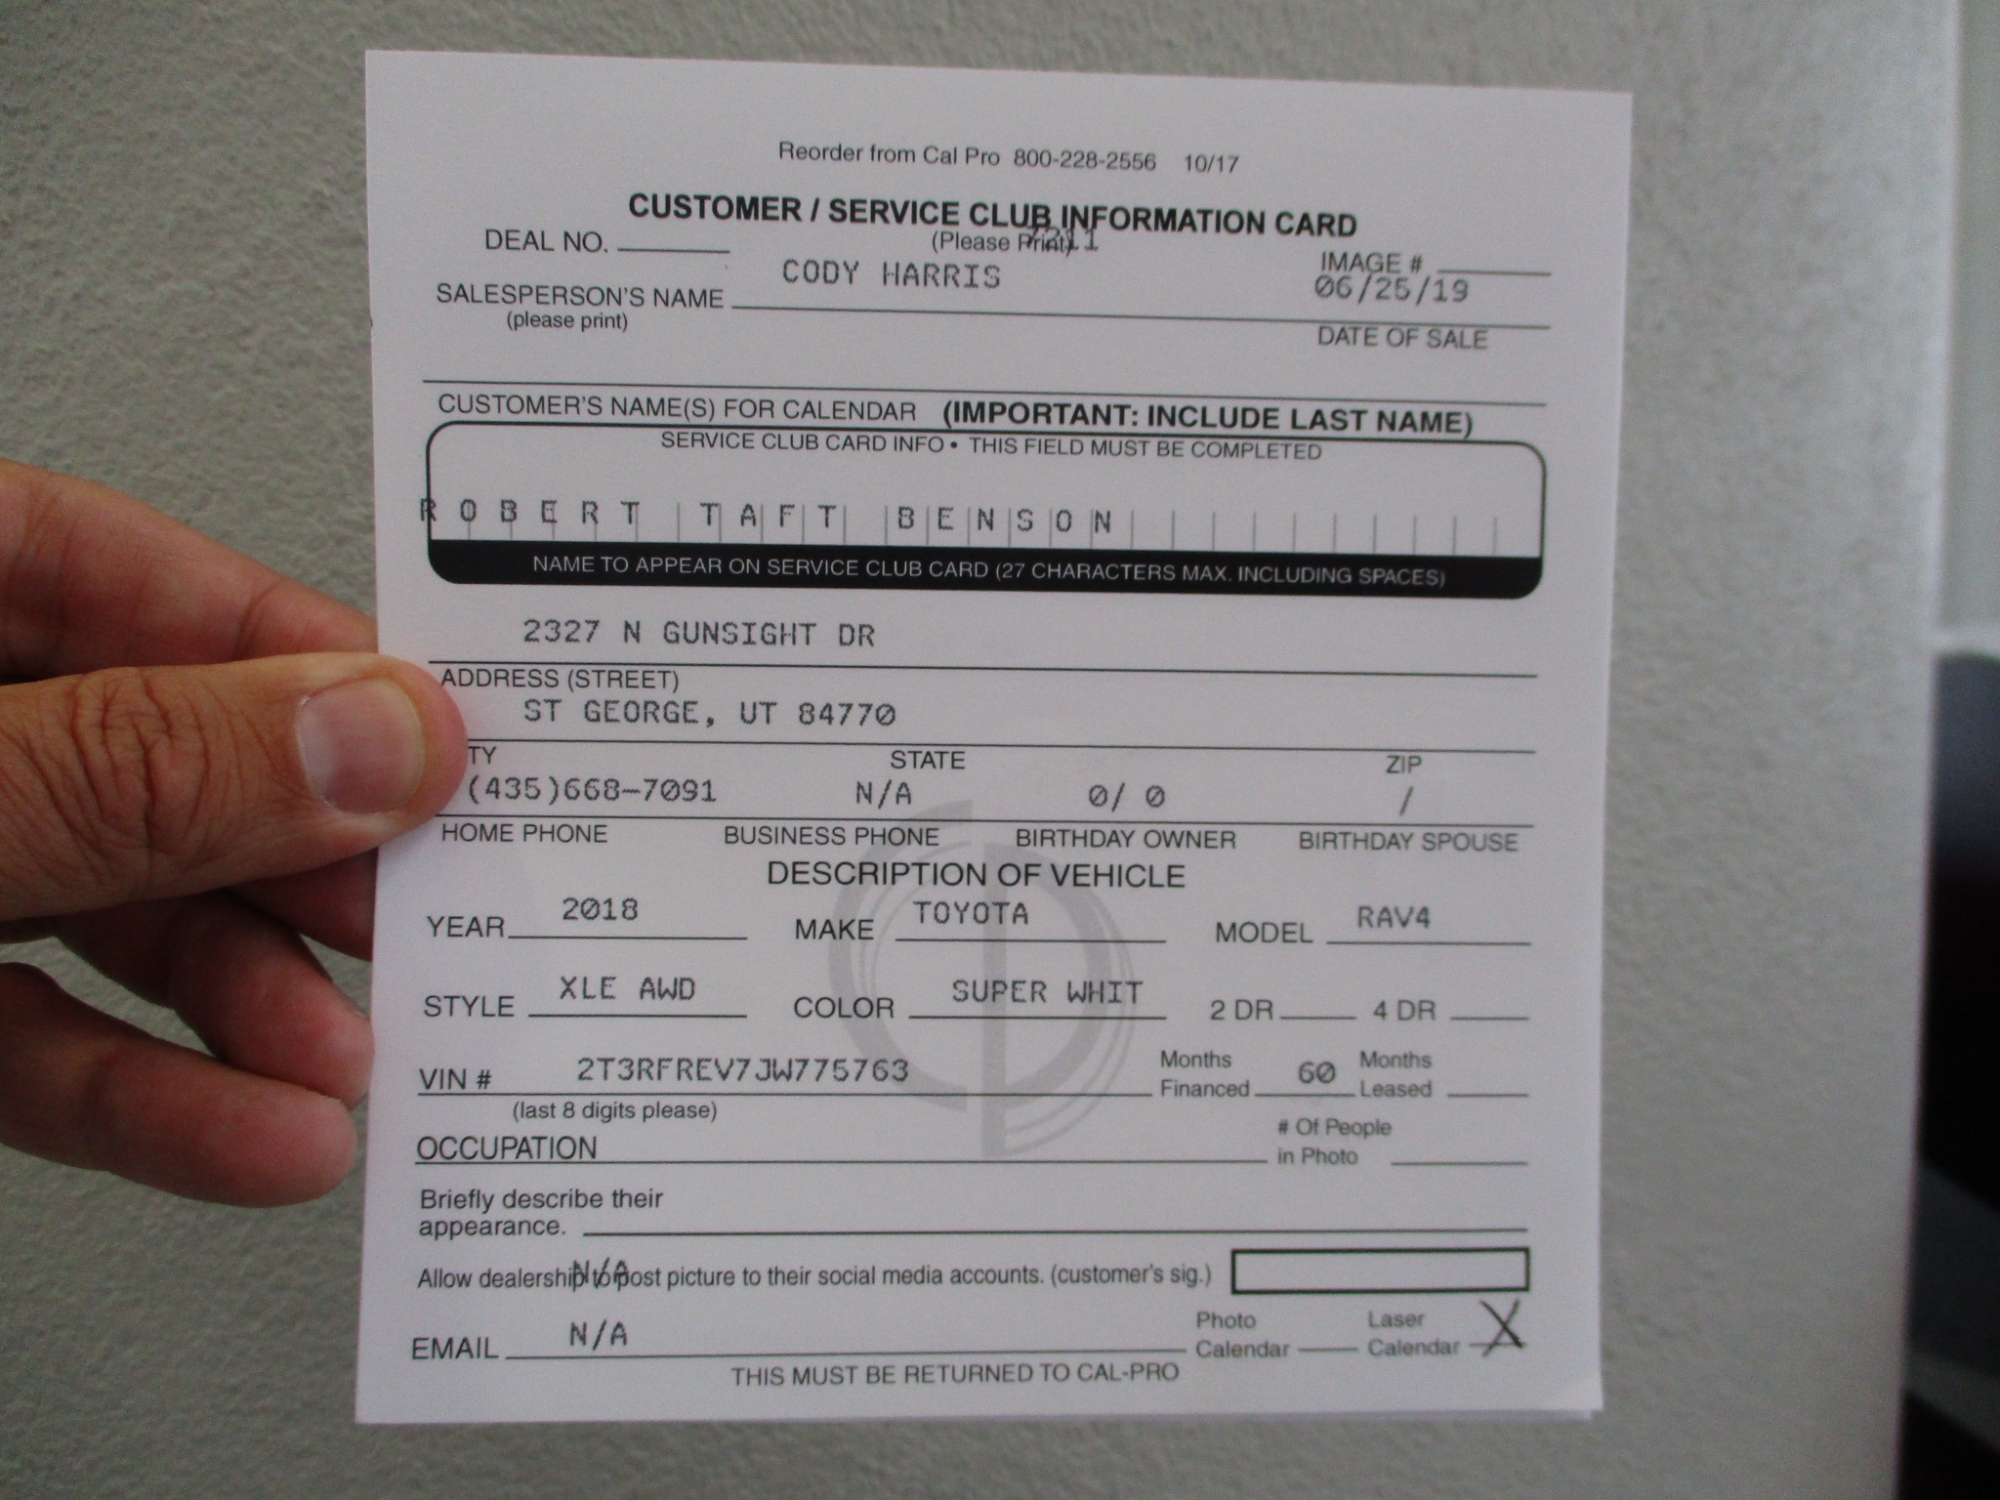 Reorder from Cal Pro 800-228-2556 10/17
CUSTOMER / SERVICE CLUB INFORMATION CARD
DEAL NO. (Please Print)
CODY HARRIS IMAGE #
SALESPERSON'S NAME 06/25/19
(please print) DATE OF SALE
CUSTOMER'S NAME(S) FOR CALENDAR (IMPORTANT: INCLUDE LAST NAME)
SERVICE CLUB CARD INFO • THIS FIELD MUST BE COMPLETED
ROBERT TAFT BENSON
NAME TO APPEAR ON SERVICE CLUB CARD (27 CHARACTERS MAX. INCLUDING SPACES)
2327 N GUNSIGHT DR
ADDRESS (STREET)
ST GEORGE, UT 84770
TY STATE ZIP
(435)668-7091 N/A 0/ 0 /
HOME PHONE BUSINESS PHONE BIRTHDAY OWNER BIRTHDAY SPOUSE
DESCRIPTION OF VEHICLE
YEAR 2018 MAKE TOYOTA MODEL RAV4
STYLE XLE AWD COLOR SUPER WHIT 2 DR 4 DR
VIN # 2T3RFREV7JW775763 Months Financed 60 Months Leased
(last 8 digits please)
OCCUPATION # Of People in Photo
Briefly describe their
appearance.
N/A
Allow dealership to post picture to their social media accounts. (customer's sig.)
EMAIL N/A Photo Calendar Laser Calendar X
THIS MUST BE RETURNED TO CAL-PRO